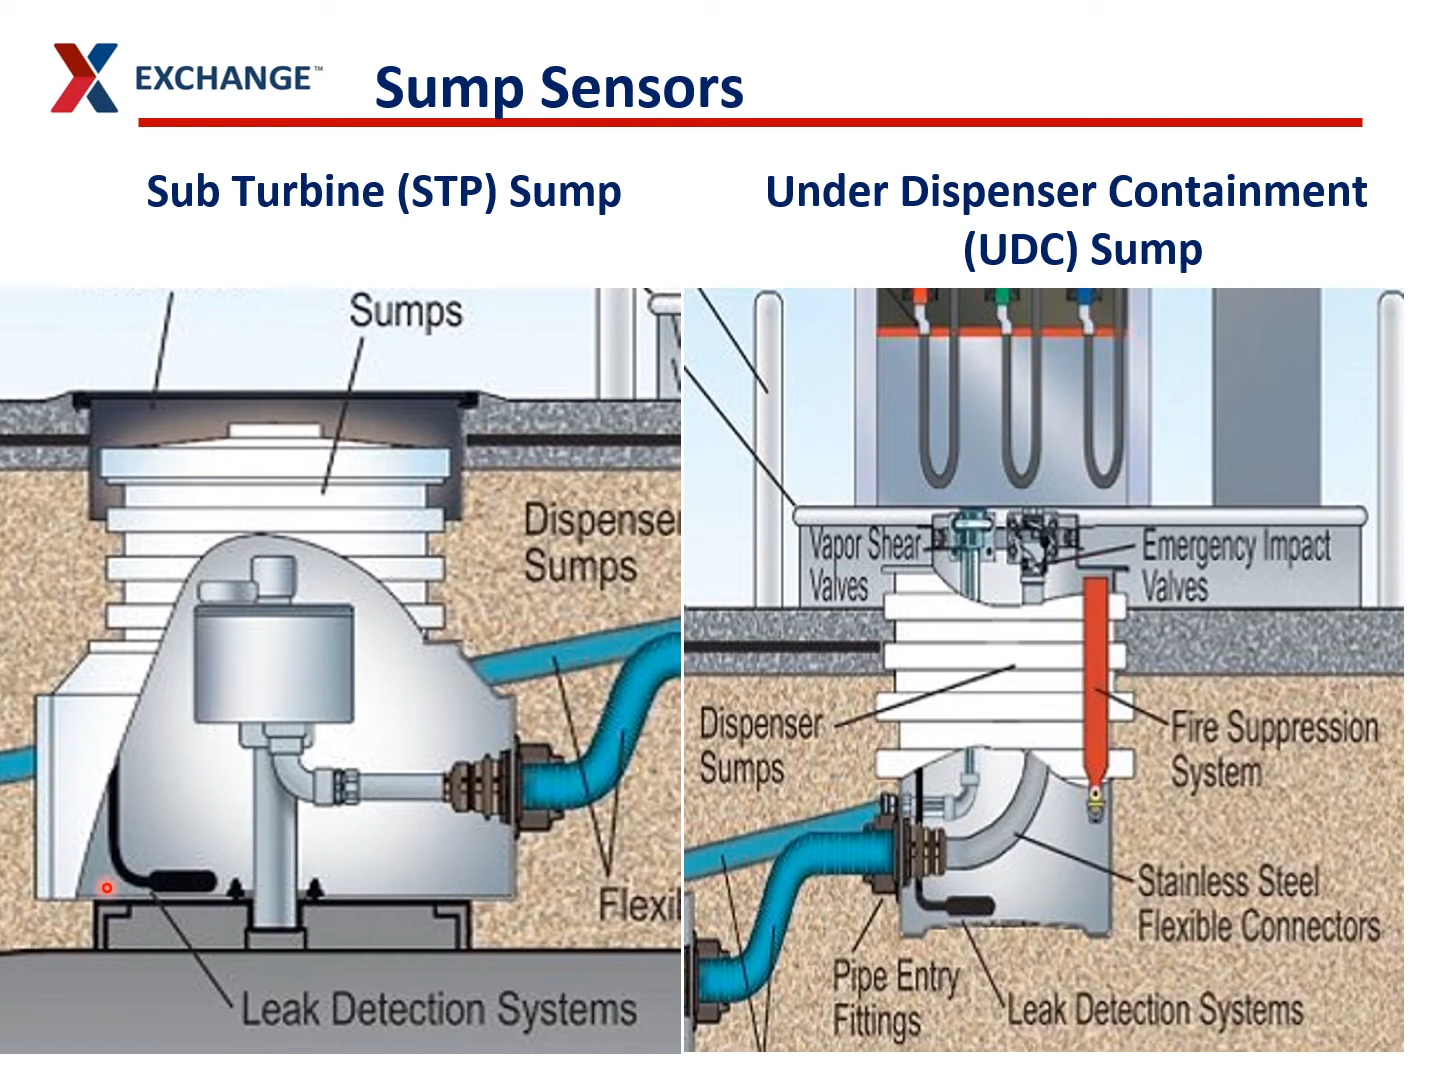 EXCHANGE™
Sump Sensors
Sub Turbine (STP) Sump
Under Dispenser Containment
(UDC) Sump
Sumps
Dispenser
Sumps
Flexi
Leak Detection Systems
Vapor Shear
Valves
Emergency Impact
Valves
Dispenser
Sumps
Fire Suppression
System
Stainless Steel
Flexible Connectors
Pipe Entry
Fittings
Leak Detection Systems